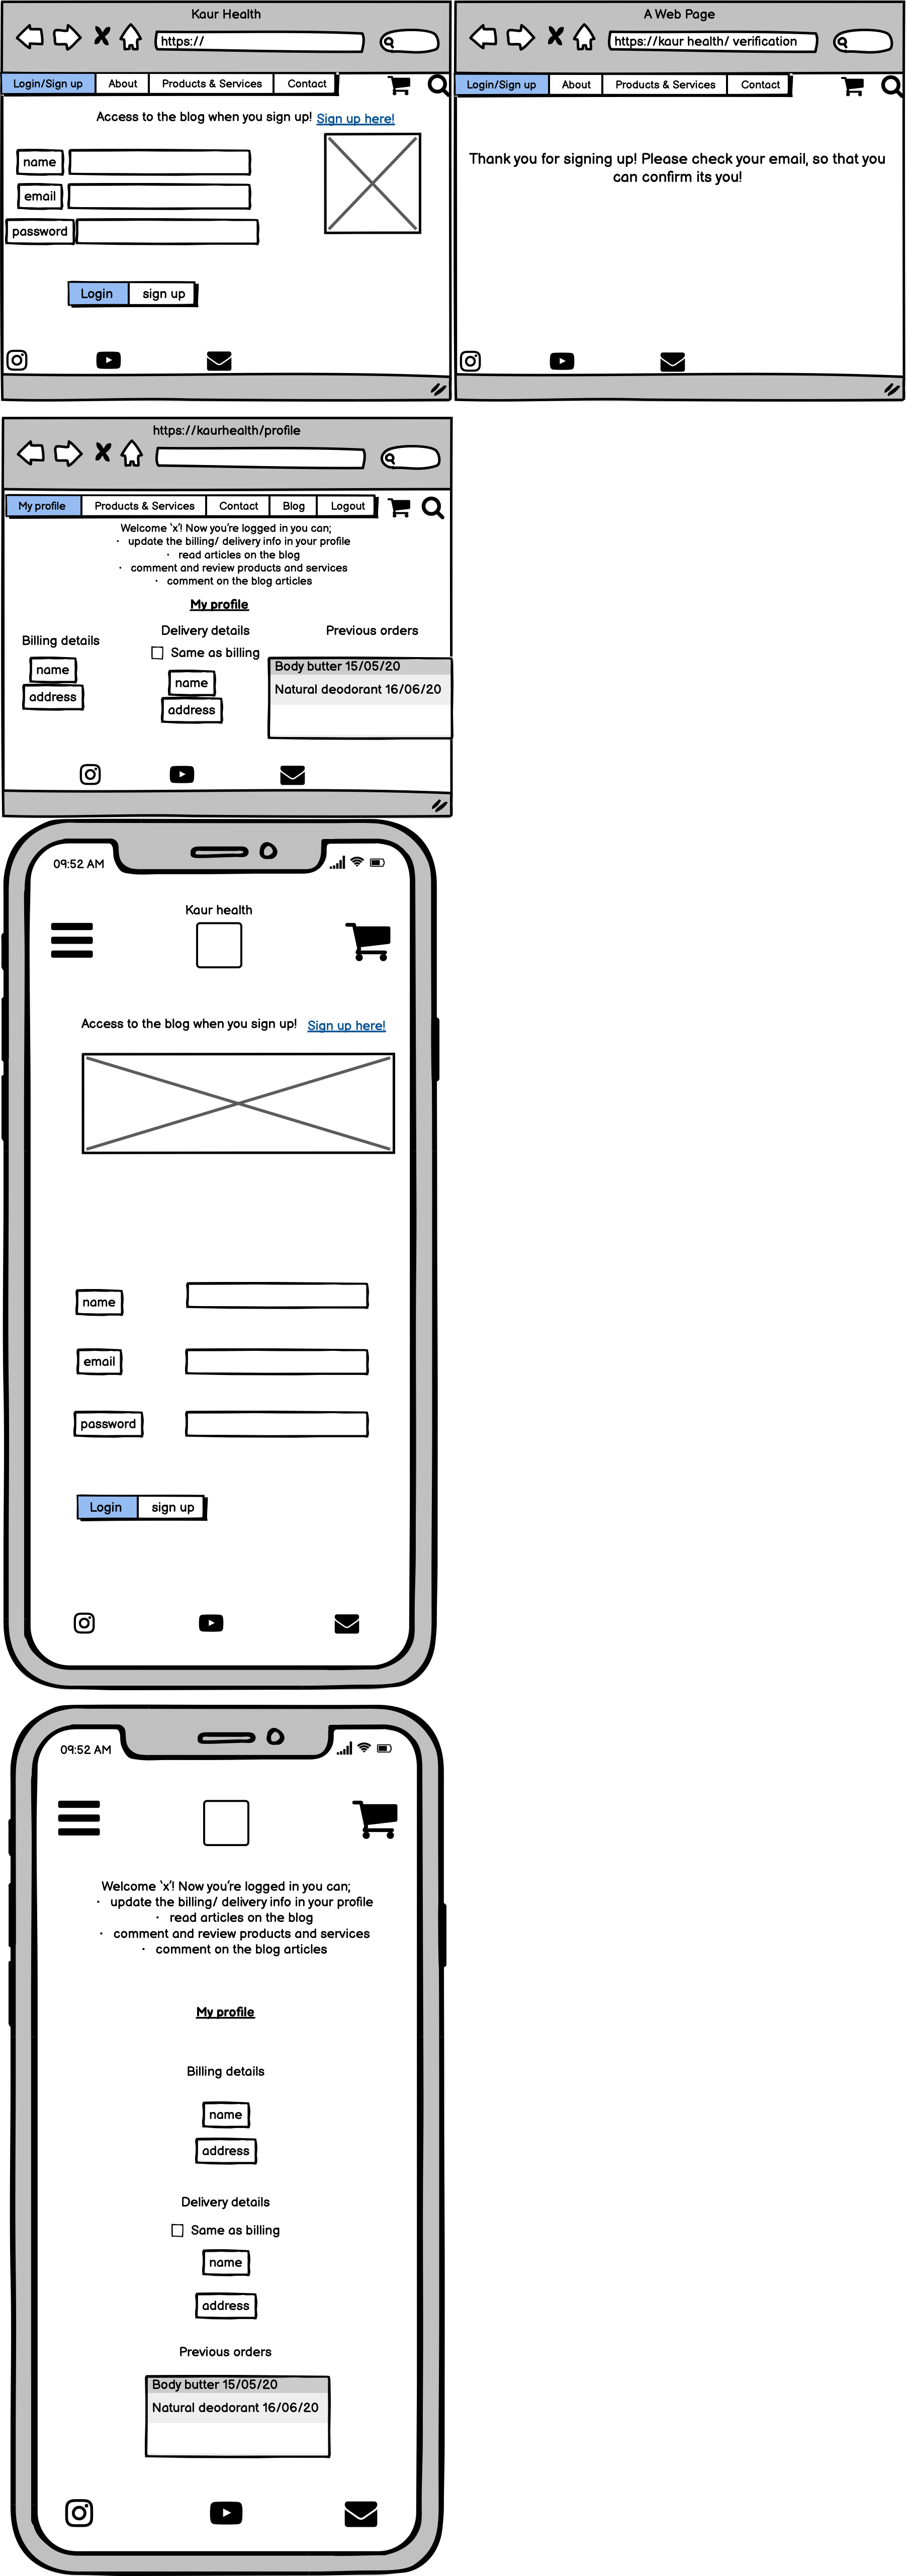 Kaur Health
https://
Login/Sign up About Products & Services Contact
Access to the blog when you sign up! Sign up here!
name
email
password
Login sign up
A Web Page
https://kaur health/ verification
Login/Sign up About Products & Services Contact
Thank you for signing up! Please check your email, so that you
can confirm its you!
https://kaurhealth/profile
My profile Products & Services Contact Blog Logout
Welcome ‘x’! Now you’re logged in you can;
· update the billing/ delivery info in your profile
· read articles on the blog
· comment and review products and services
· comment on the blog articles
My profile
Billing details
name
address
Delivery details
Same as billing
name
address
Previous orders
Body butter 15/05/20
Natural deodorant 16/06/20
09:52 AM
Kaur health
Access to the blog when you sign up! Sign up here!
name
email
password
Login sign up
09:52 AM
Welcome ‘x’! Now you’re logged in you can;
· update the billing/ delivery info in your profile
· read articles on the blog
· comment and review products and services
· comment on the blog articles
My profile
Billing details
name
address
Delivery details
Same as billing
name
address
Previous orders
Body butter 15/05/20
Natural deodorant 16/06/20